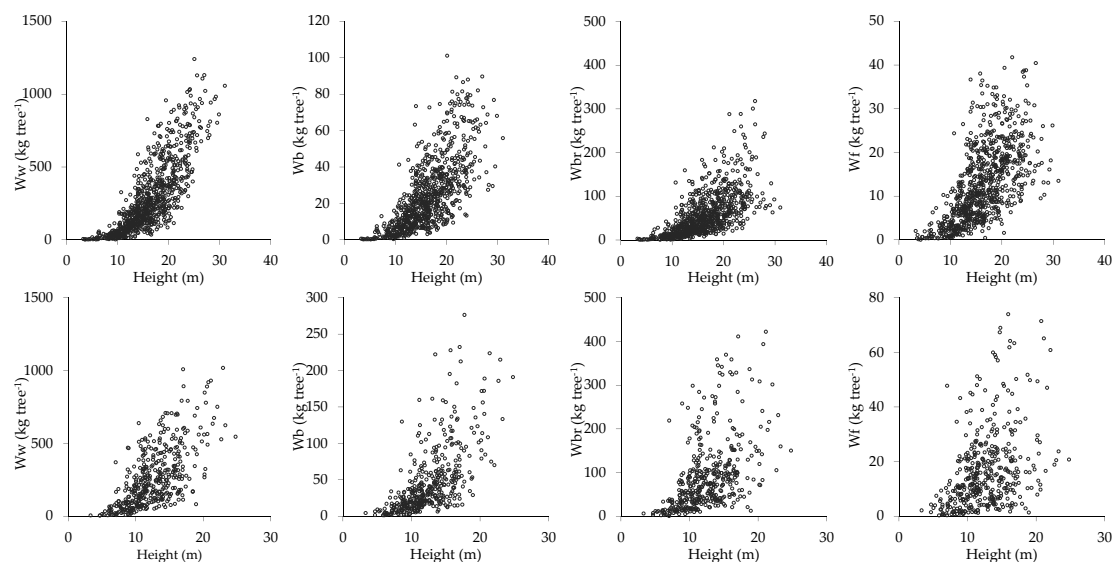 1500
1000
500
0
Ww (kg tree⁻¹)
0 10 20 30 40
Height (m)
120
100
80
60
40
20
0
Wb (kg tree⁻¹)
0 10 20 30 40
Height (m)
500
400
300
200
100
0
Wbr (kg tree⁻¹)
0 10 20 30 40
Height (m)
50
40
30
20
10
0
Wf (kg tree⁻¹)
0 10 20 30 40
Height (m)
1500
1000
500
0
Ww (kg tree⁻¹)
0 10 20 30
Height (m)
300
250
200
150
100
50
0
Wb (kg tree⁻¹)
0 10 20 30
Height (m)
500
400
300
200
100
0
Wbr (kg tree⁻¹)
0 10 20 30
Height (m)
80
60
40
20
0
Wf (kg tree⁻¹)
0 10 20 30
Height (m)